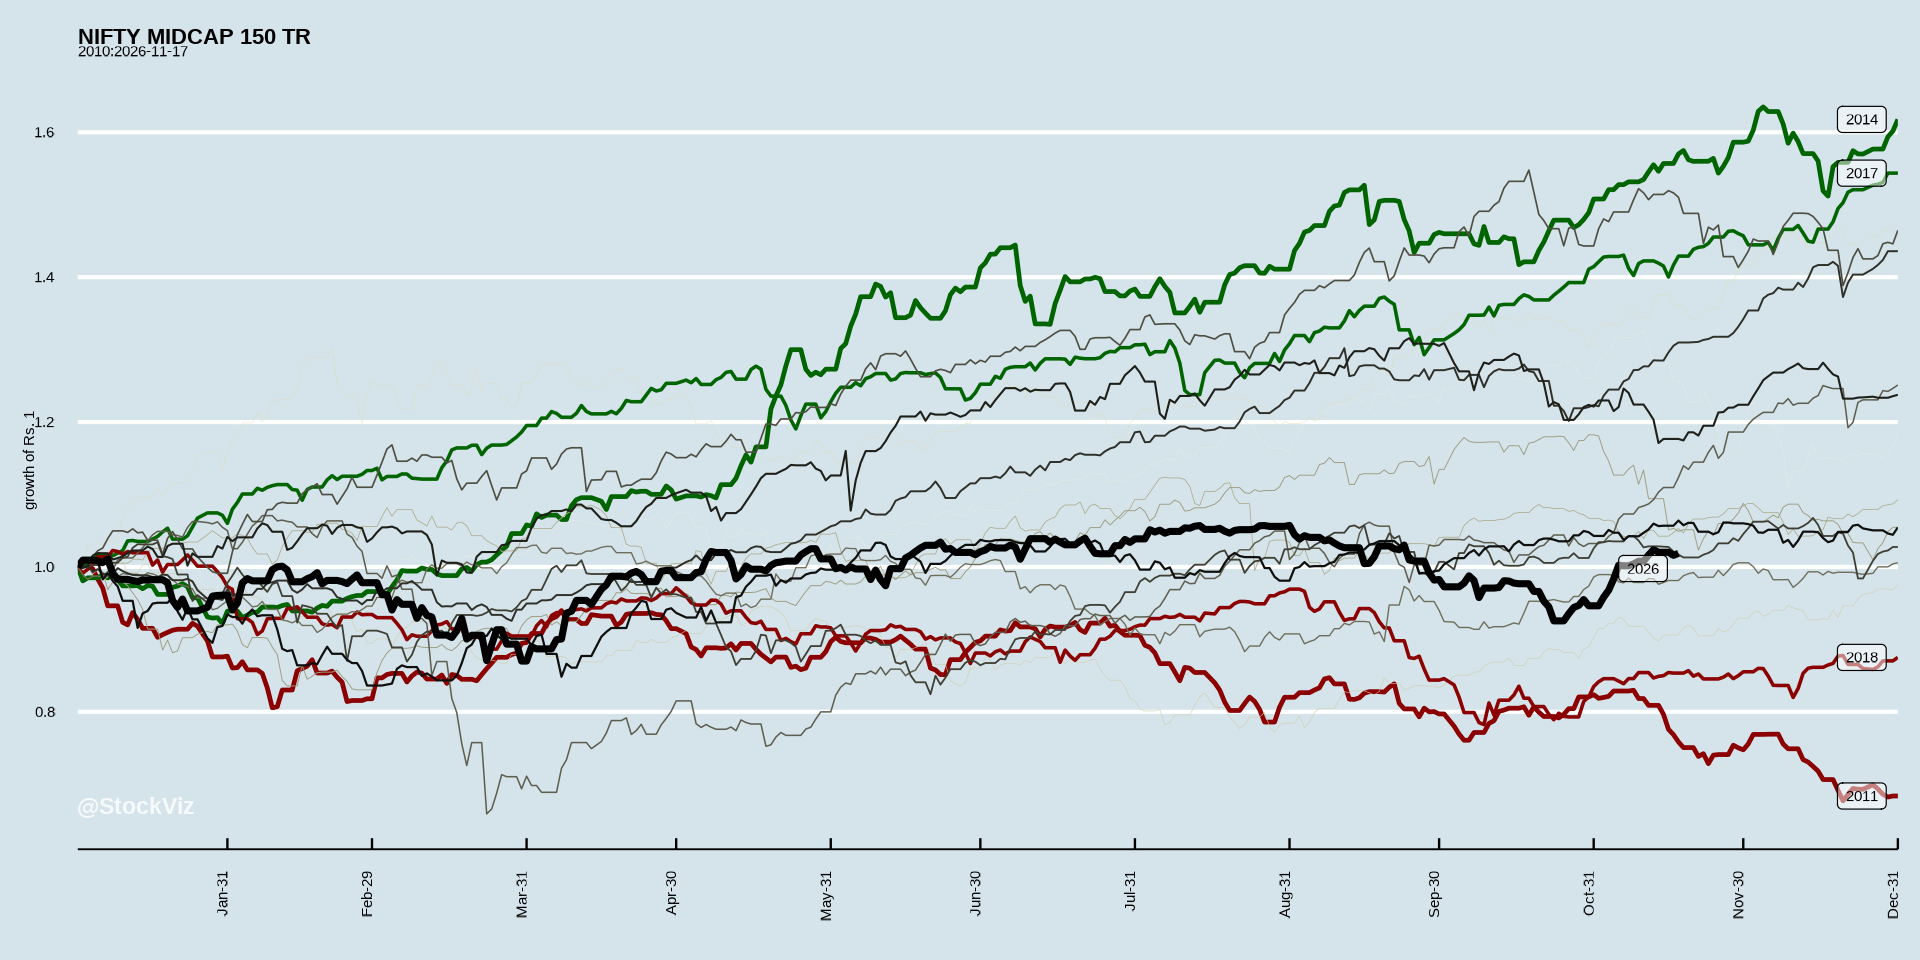 NIFTY MIDCAP 150 TR
2010:2026-11-17
growth of Rs. 1
1.6
1.4
1.2
1.0
0.8
2014
2017
2026
2018
2011
@StockViz
Jan-31
Feb-29
Mar-31
Apr-30
May-31
Jun-30
Jul-31
Aug-31
Sep-30
Oct-31
Nov-30
Dec-31